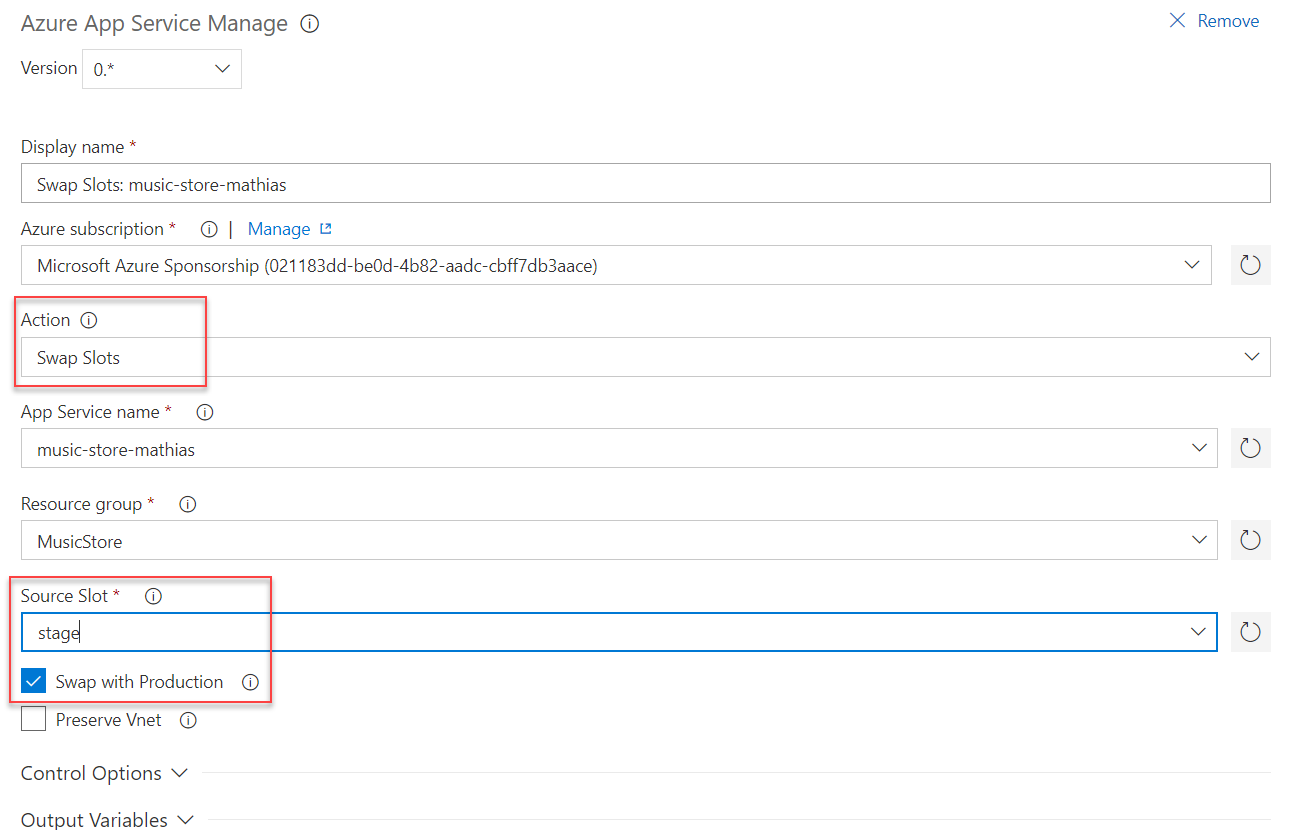 Azure App Service Manage
Remove
Version 0.*
Display name *
Swap Slots: music-store-mathias
Azure subscription * | Manage
Microsoft Azure Sponsorship (021183dd-be0d-4b82-aadc-cbff7db3aace)
Action
Swap Slots
App Service name *
music-store-mathias
Resource group *
MusicStore
Source Slot *
stage
Swap with Production
Preserve Vnet
Control Options
Output Variables